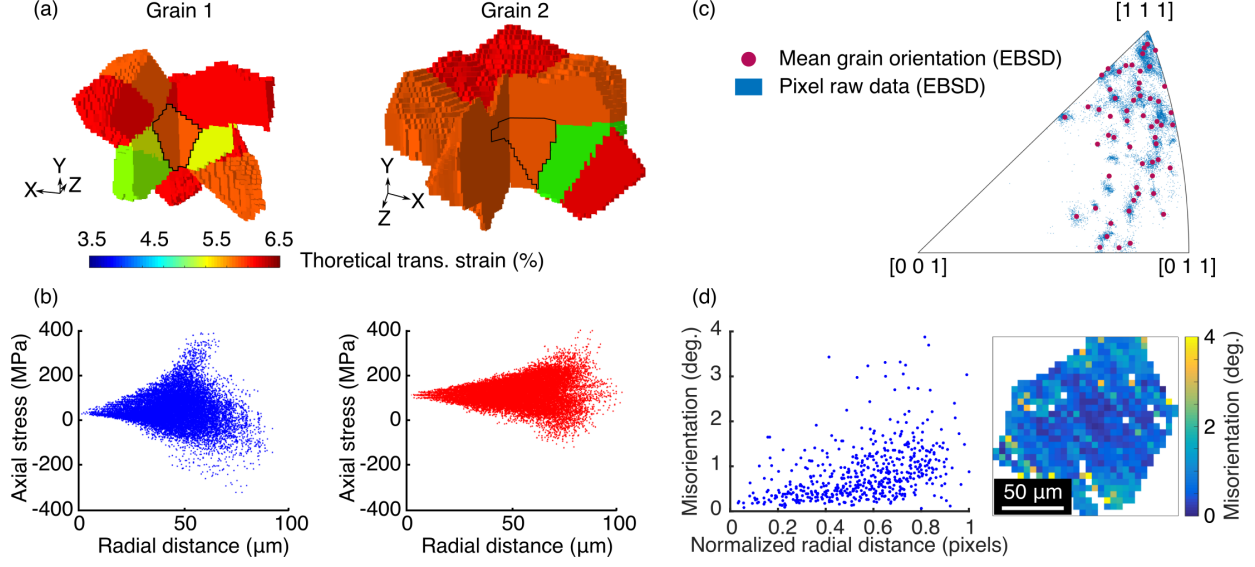 (a)
Grain 1
Grain 2
Y
X
Z
Y
X
Z
3.5
4.5
5.5
6.5
Thoretical trans. strain (%)
(b)
400
200
0
-200
-400
Axial stress (MPa)
0
50
100
Radial distance (µm)
400
200
0
-200
-400
Axial stress (MPa)
0
50
100
Radial distance (µm)
(c)
[1 1 1]
Mean grain orientation (EBSD)
Pixel raw data (EBSD)
[0 0 1]
[0 1 1]
(d)
4
3
2
1
0
Misorientation (deg.)
0
0.2
0.4
0.6
0.8
1
Normalized radial distance (pixels)
50 µm
4
2
0
Misorientation (deg.)